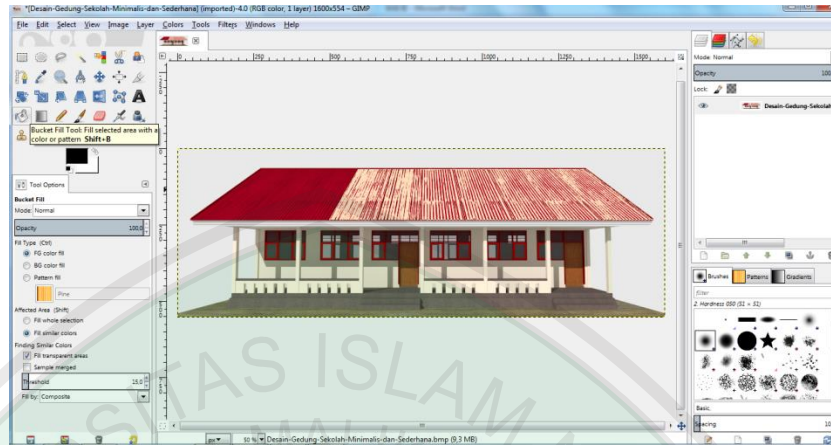 *[Desain-Gedung-Sekolah-Minimalis-dan-Sederhana] (imported)-4.0 (RGB color, 1 layer) 1600x554 – GIMP
File Edit Select View Image Layer Colors Tools Filters Windows Help
Mode: Normal
Opacity 100
Lock:
Desain-Gedung-Sekolah
Bucket Fill Tool: Fill selected area with a
color or pattern Shift+B
Tool Options
Bucket Fill
Mode: Normal
Opacity 100,0
Fill Type (Ctrl)
FG color fill
BG color fill
Pattern fill
Pine
Affected Area (Shift)
Fill whole selection
Fill similar colors
Finding Similar Colors
Fill transparent areas
Sample merged
Threshold 15,0
Fill by: Composite
0 250 500 750 1000 1250 1500
Brushes Patterns Gradients
filter
2. Hardness 050 (51 × 51)
Basic
Spacing
px 50 % Desain-Gedung-Sekolah-Minimalis-dan-Sederhana.bmp (9,3 MB)
SITAS ISLAM